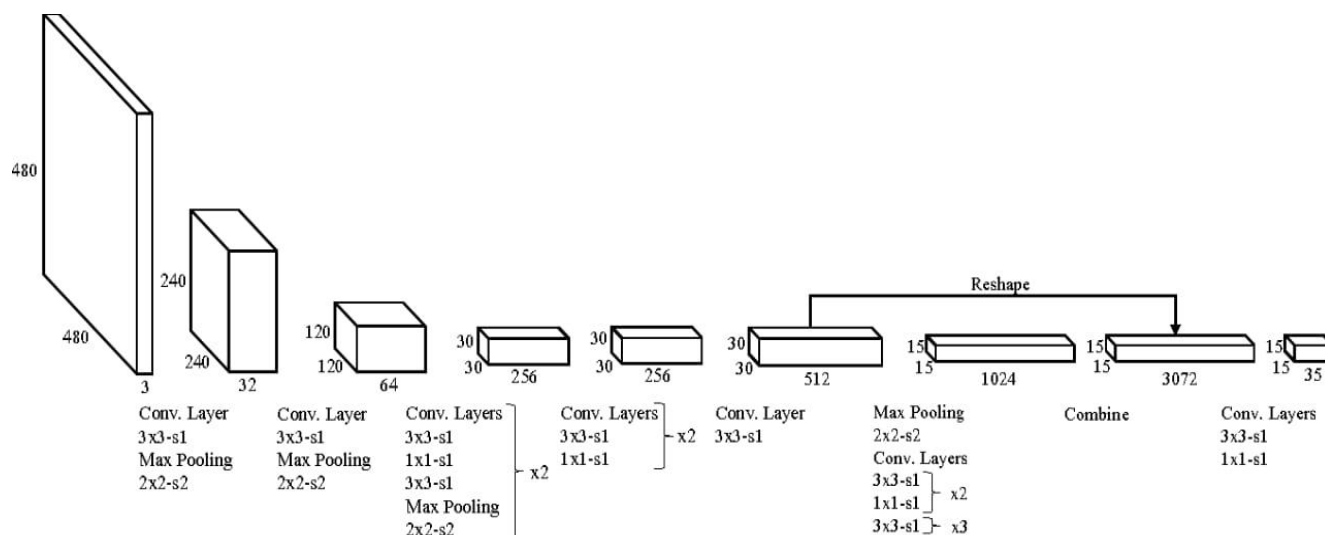 480
480
3
240
240
32
120
120
64
30
30
256
30
30
256
30
30
512
Reshape
15
15
1024
15
15
3072
15
15
35
Conv. Layer
3x3-s1
Max Pooling
2x2-s2
Conv. Layer
3x3-s1
Max Pooling
2x2-s2
Conv. Layers
3x3-s1
1x1-s1
3x3-s1
Max Pooling
2x2-s2
x2
Conv. Layers
3x3-s1
1x1-s1
x2
Conv. Layer
3x3-s1
Max Pooling
2x2-s2
Conv. Layers
3x3-s1
1x1-s1
x2
3x3-s1
x3
Combine
Conv. Layers
3x3-s1
1x1-s1